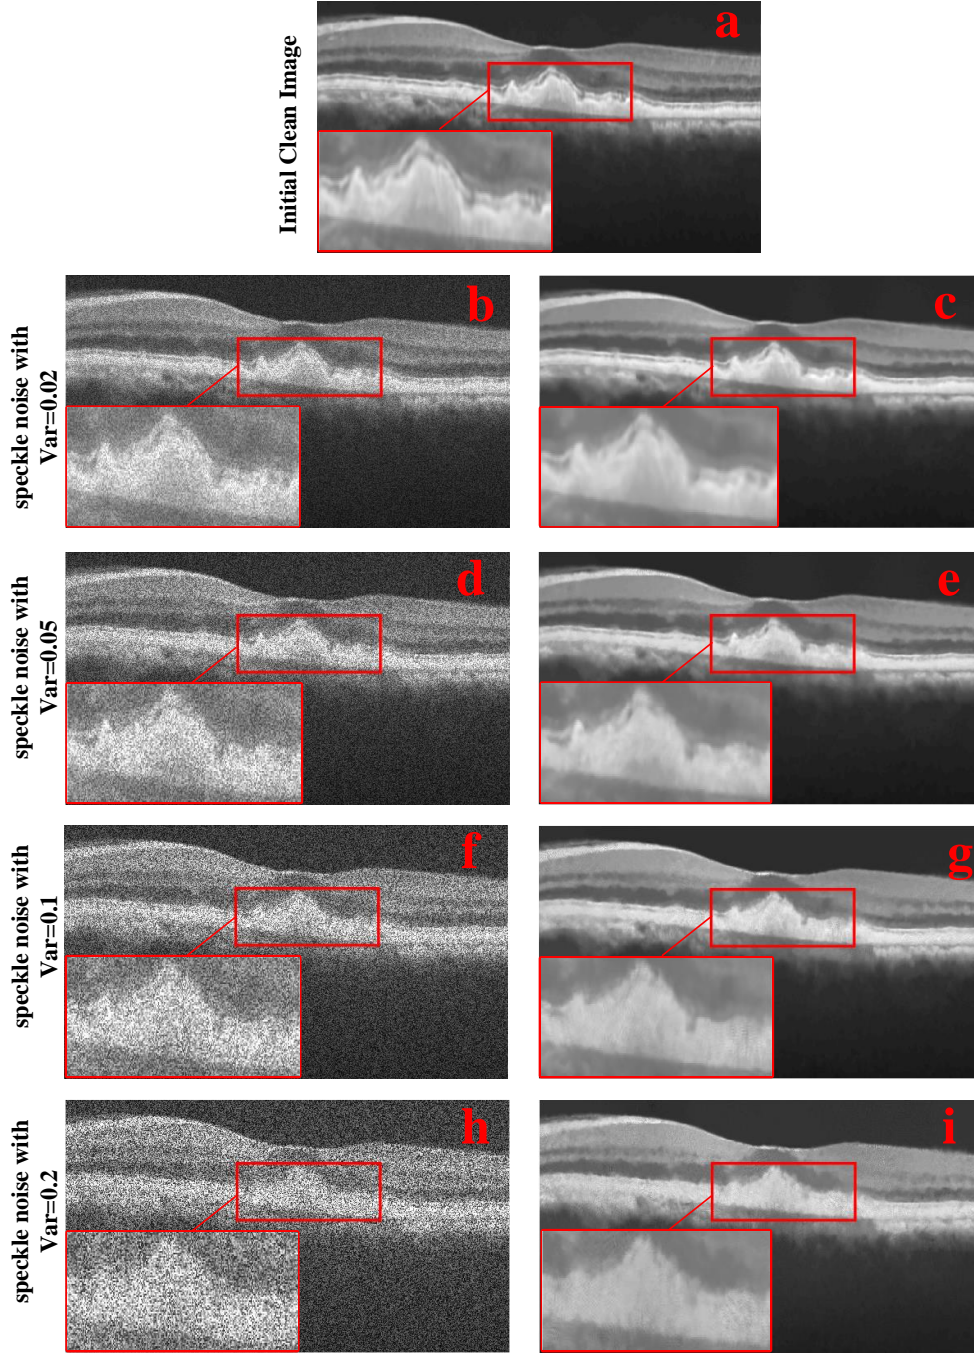 Initial Clean Image
a
speckle noise with
Var=0.02
b
c
speckle noise with
Var=0.05
d
e
speckle noise with
Var=0.1
f
g
speckle noise with
Var=0.2
h
i